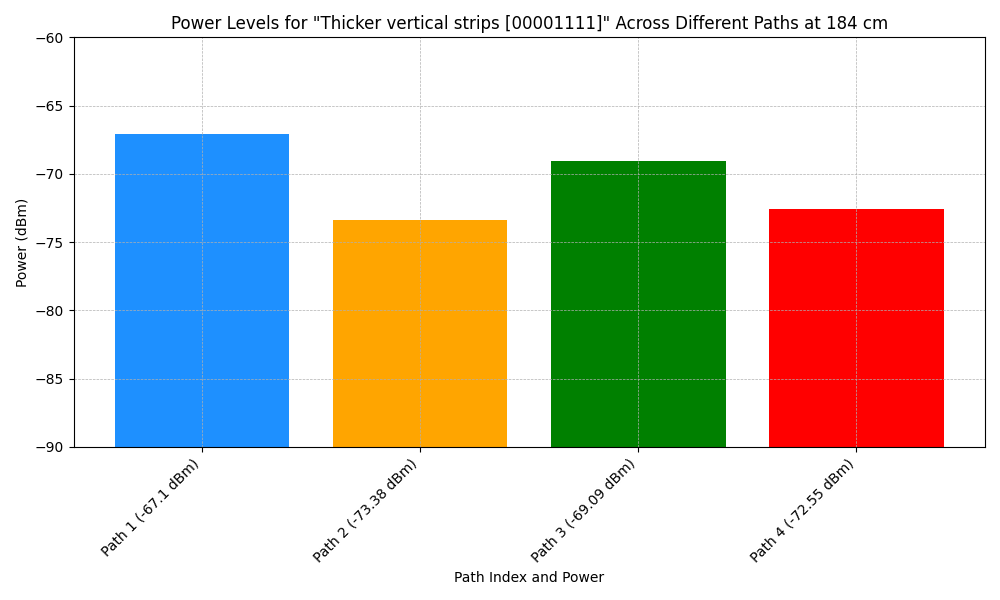 Power Levels for "Thicker vertical strips [00001111]" Across Different Paths at 184 cm
−60
−65
−70
−75
−80
−85
−90
Power (dBm)
Path 1 (-67.1 dBm)
Path 2 (-73.38 dBm)
Path 3 (-69.09 dBm)
Path 4 (-72.55 dBm)
Path Index and Power